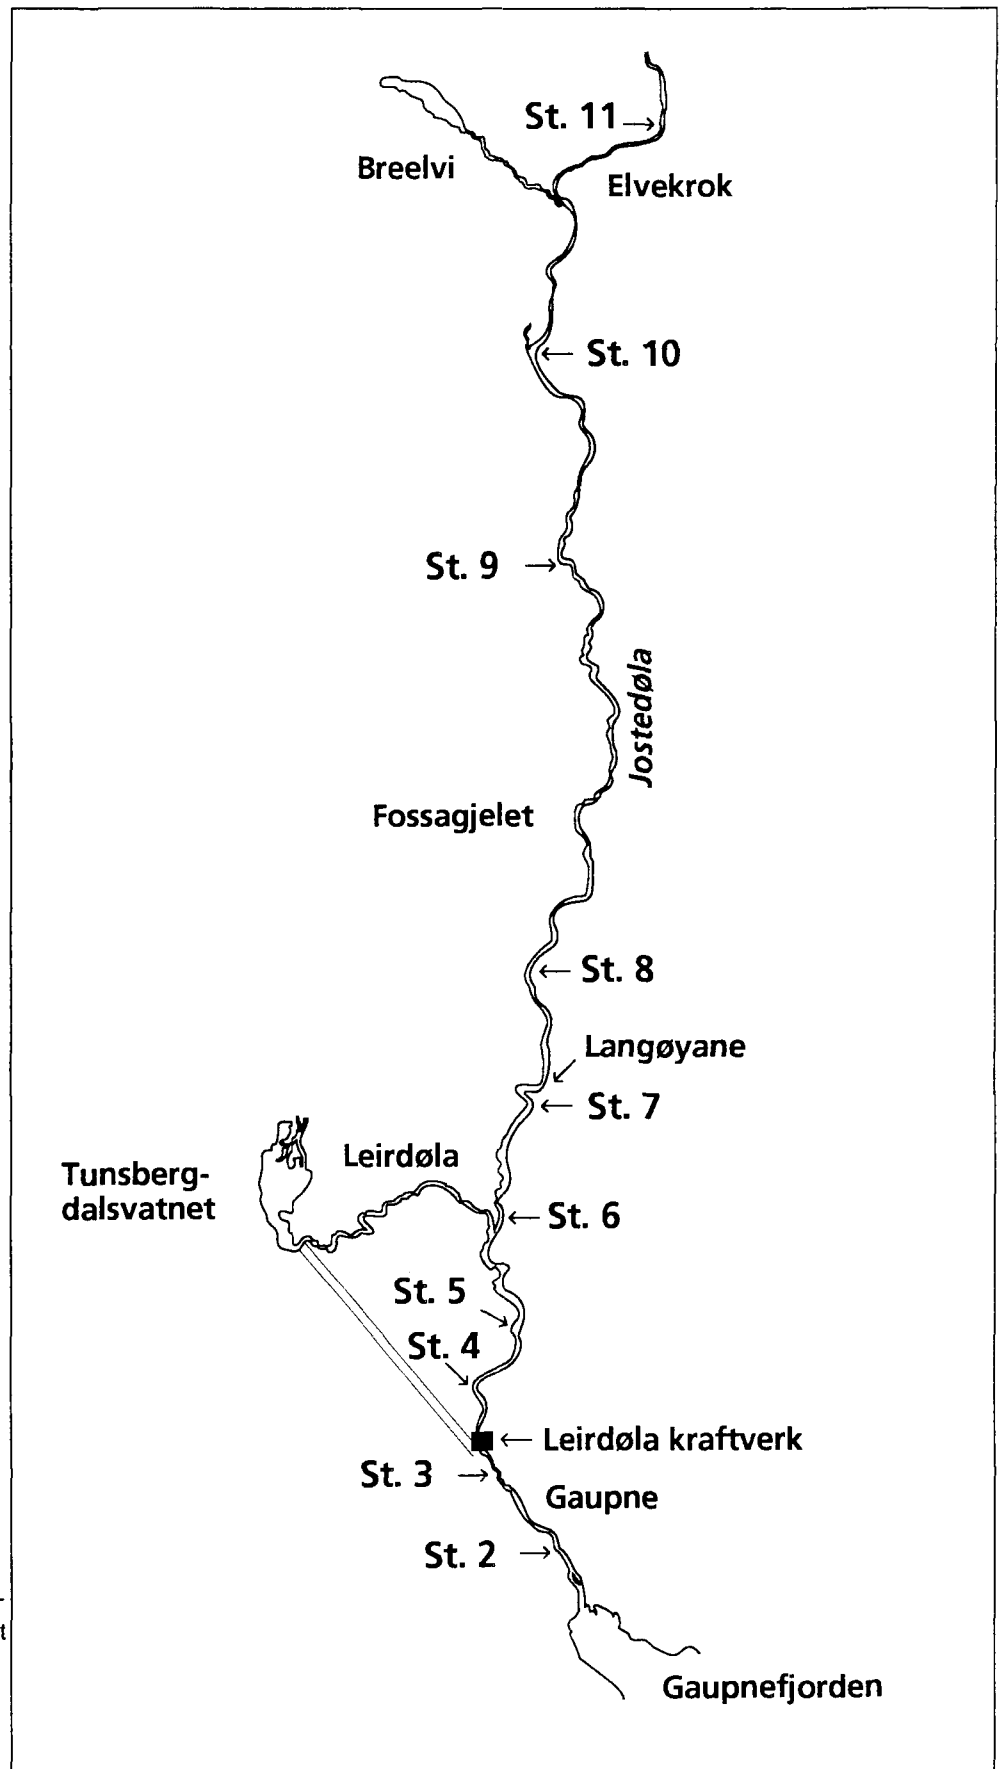 St. 11
Breelvi
Elvekrok
St. 10
St. 9
Jostedøla
Fossagjelet
St. 8
Langøyane
St. 7
Leirdøla
Tunsberg-
dalsvatnet
St. 6
St. 5
St. 4
Leirdøla kraftverk
St. 3
Gaupne
St. 2
t
Gaupnefjorden